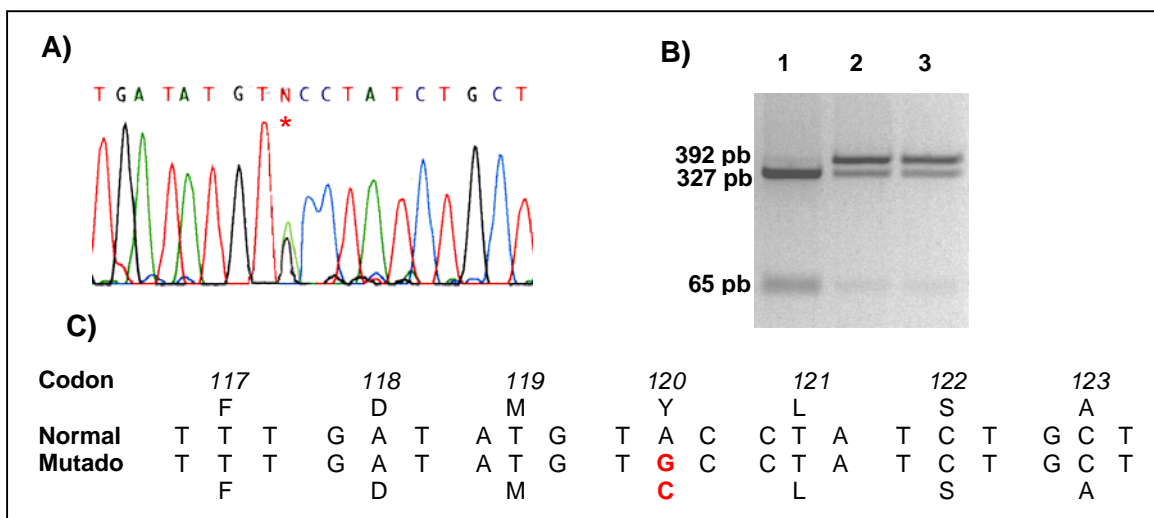 A)
T G A T A T G T N C C T A T C T G C T
*
B)
1 2 3
392 pb
327 pb
65 pb
C)
Codon 117 118 119 120 121 122 123
F D M Y L S A
Normal T T T G A T A T G T A C C T A T C T G C T
Mutado T T T G A T A T G T G C C T A T C T G C T
F D M C L S A